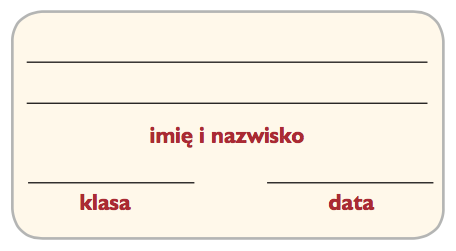 imię i nazwisko
klasa data